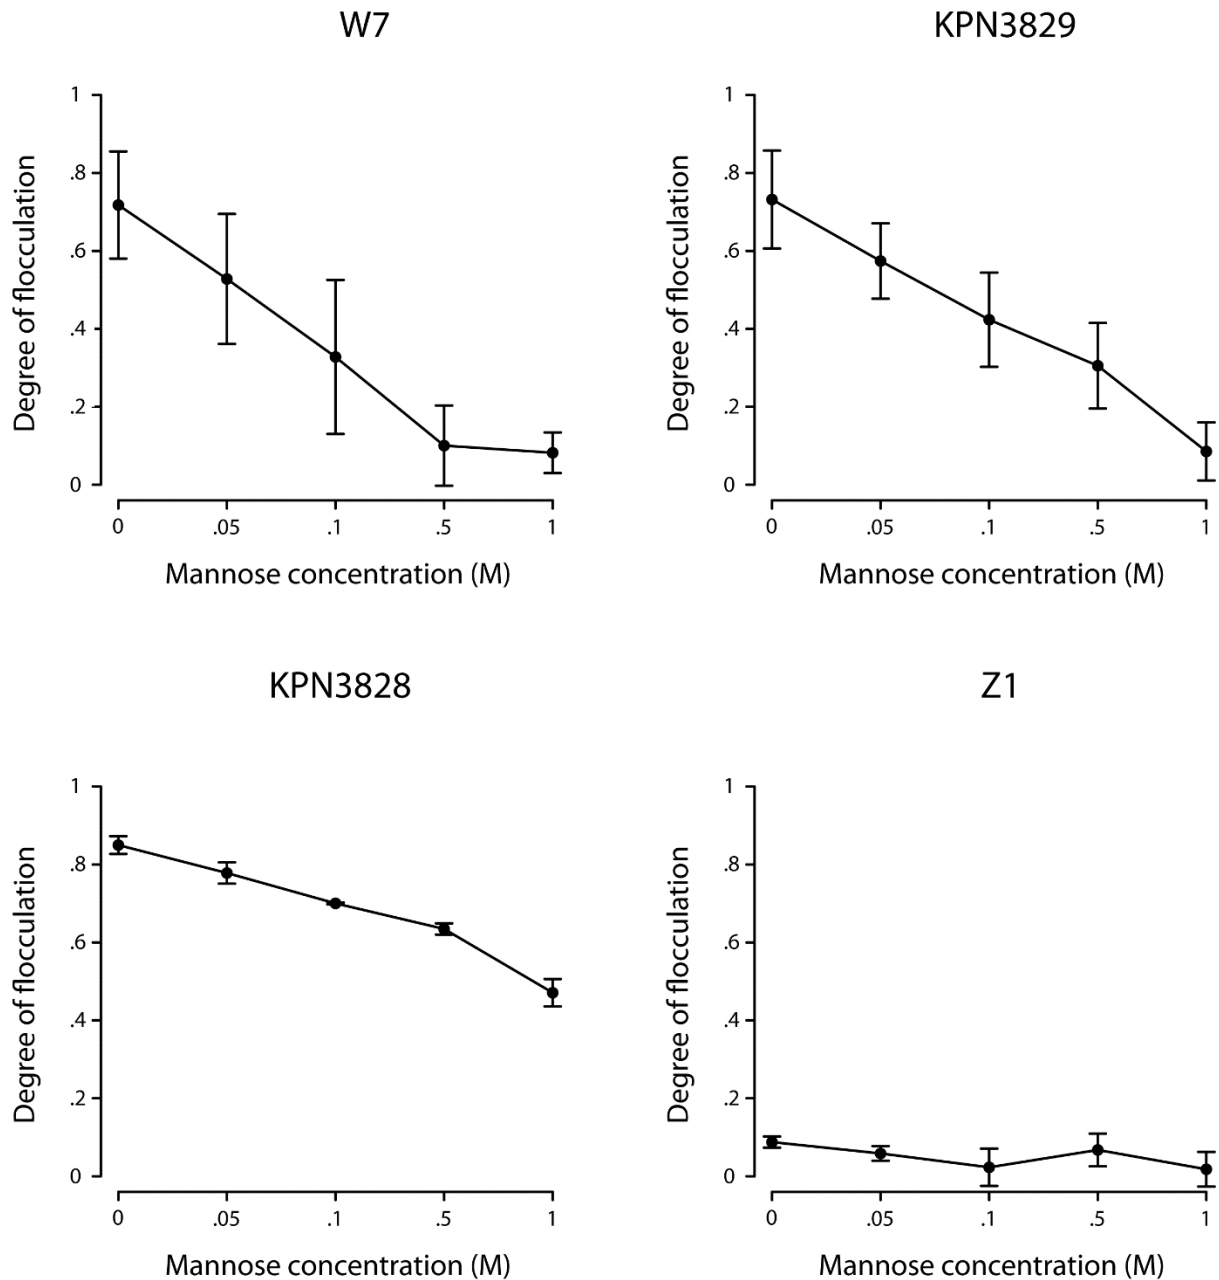 W7
1
.8
.6
.4
.2
0
Degree of flocculation
0 .05 .1 .5 1
Mannose concentration (M)
KPN3829
1
.8
.6
.4
.2
0
Degree of flocculation
0 .05 .1 .5 1
Mannose concentration (M)
KPN3828
1
.8
.6
.4
.2
0
Degree of flocculation
0 .05 .1 .5 1
Mannose concentration (M)
Z1
1
.8
.6
.4
.2
0
Degree of flocculation
0 .05 .1 .5 1
Mannose concentration (M)